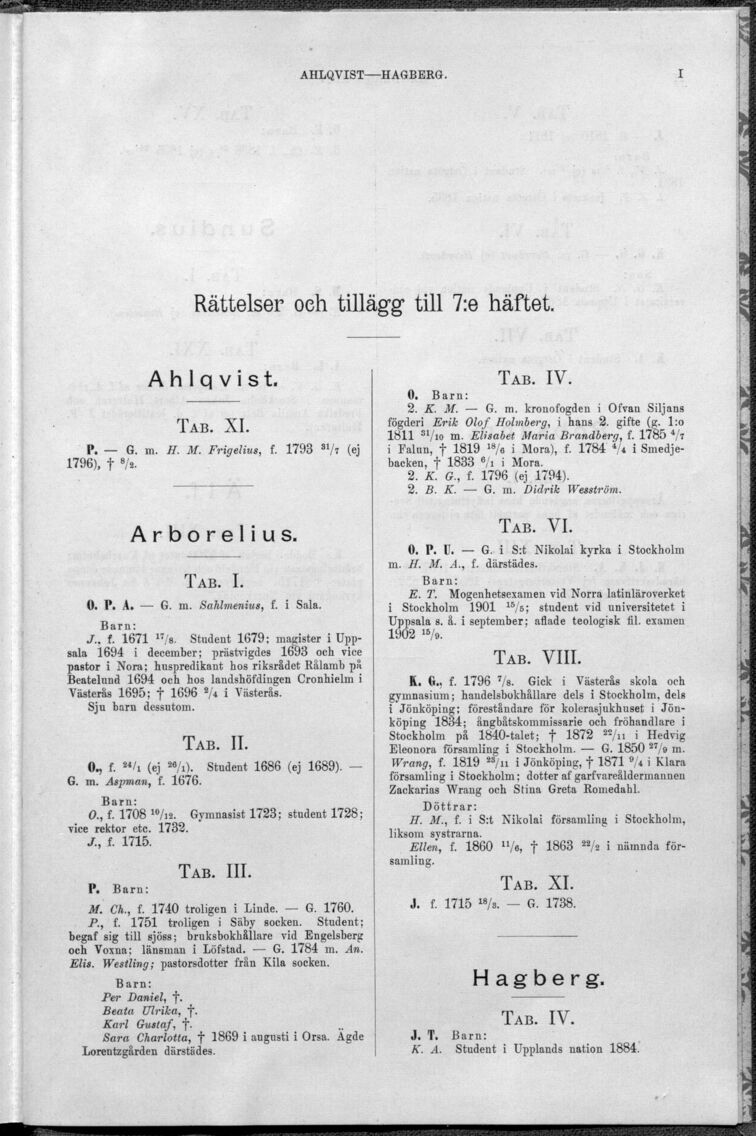 AHLQVIST—HAGBERG. I
Rättelser och tillägg till 7:e häftet.
Ahlqvist.
TAB. XI.
P. — G. m. H. M. Frigelius, f. 1793 31/7 (ej
1796), † 8/2.
Arborelius.
TAB. I.
O. P. A. — G. m. Sahlmenius, f. i Sala.
Barn:
J., f. 1671 17/8. Student 1679; magister i Upp-
sala 1694 i december; prästvigdes 1693 och vice
pastor i Nora; huspredikant hos riksrådet Rålamb på
Beatelund 1694 och hos landshöfdingen Cronhielm i
Västerås 1695; † 1696 2/4 i Västerås.
Sju barn dessutom.
TAB. II.
O., f. 24/1 (ej 26/1). Student 1686 (ej 1689). —
G. m. Aspman, f. 1676.
Barn:
O., f. 1708 10/12. Gymnasist 1723; student 1728;
vice rektor etc. 1732.
J., f. 1715.
TAB. III.
P. Barn:
M. Ch., f. 1740 troligen i Linde. — G. 1760.
P., f. 1751 troligen i Säby socken. Student;
begaf sig till sjöss; bruksbokhållare vid Engelsberg
och Voxna; länsman i Löfstad. — G. 1784 m. An.
Elis. Westling; pastorsdotter från Kila socken.
Barn:
Per Daniel, †.
Beata Ulrika, †.
Karl Gustaf, †.
Sara Charlotta, † 1869 i augusti i Orsa. Ägde
Lorentzgården därstädes.
TAB. IV.
O. Barn:
2. K. M. — G. m. kronofogden i Ofvan Siljans
fögderi Erik Olof Holmberg, i hans 2. gifte (g. 1:o
1811 31/10 m. Elisabet Maria Brandberg, f. 1785 4/7
i Falun, † 1819 18/6 i Mora), f. 1784 4/4 i Smedje-
backen, † 1833 6/1 i Mora.
2. K. G., f. 1796 (ej 1794).
2. B. K. — G. m. Didrik Wesström.
TAB. VI.
O. P. U. — G. i S:t Nikolai kyrka i Stockholm
m. H. M. A., f. därstädes.
Barn:
E. T. Mogenhetsexamen vid Norra latinläroverket
i Stockholm 1901 15/5; student vid universitetet i
Uppsala s. å. i september; aflade teologisk fil. examen
1902 15/9.
TAB. VIII.
K. G., f. 1796 7/8. Gick i Västerås skola och
gymnasium; handelsbokhållare dels i Stockholm, dels
i Jönköping; föreståndare för kolerasjukhuset i Jön-
köping 1834; ångbåtskommissarie och fröhandlare i
Stockholm på 1840-talet; † 1872 22/11 i Hedvig
Eleonora församling i Stockholm. — G. 1850 27/9 m.
Wrang, f. 1819 23/11 i Jönköping, † 1871 9/4 i Klara
församling i Stockholm; dotter af garfvareåldermannen
Zackarias Wrang och Stina Greta Romedahl.
Döttrar:
H. M., f. i S:t Nikolai församling i Stockholm,
liksom systrarna.
Ellen, f. 1860 11/6, † 1863 22/2 i nämnda för-
samling.
TAB. XI.
J. f. 1715 18/3. — G. 1738.
Hagberg.
TAB. IV.
J. T. Barn:
K. A. Student i Upplands nation 1884.